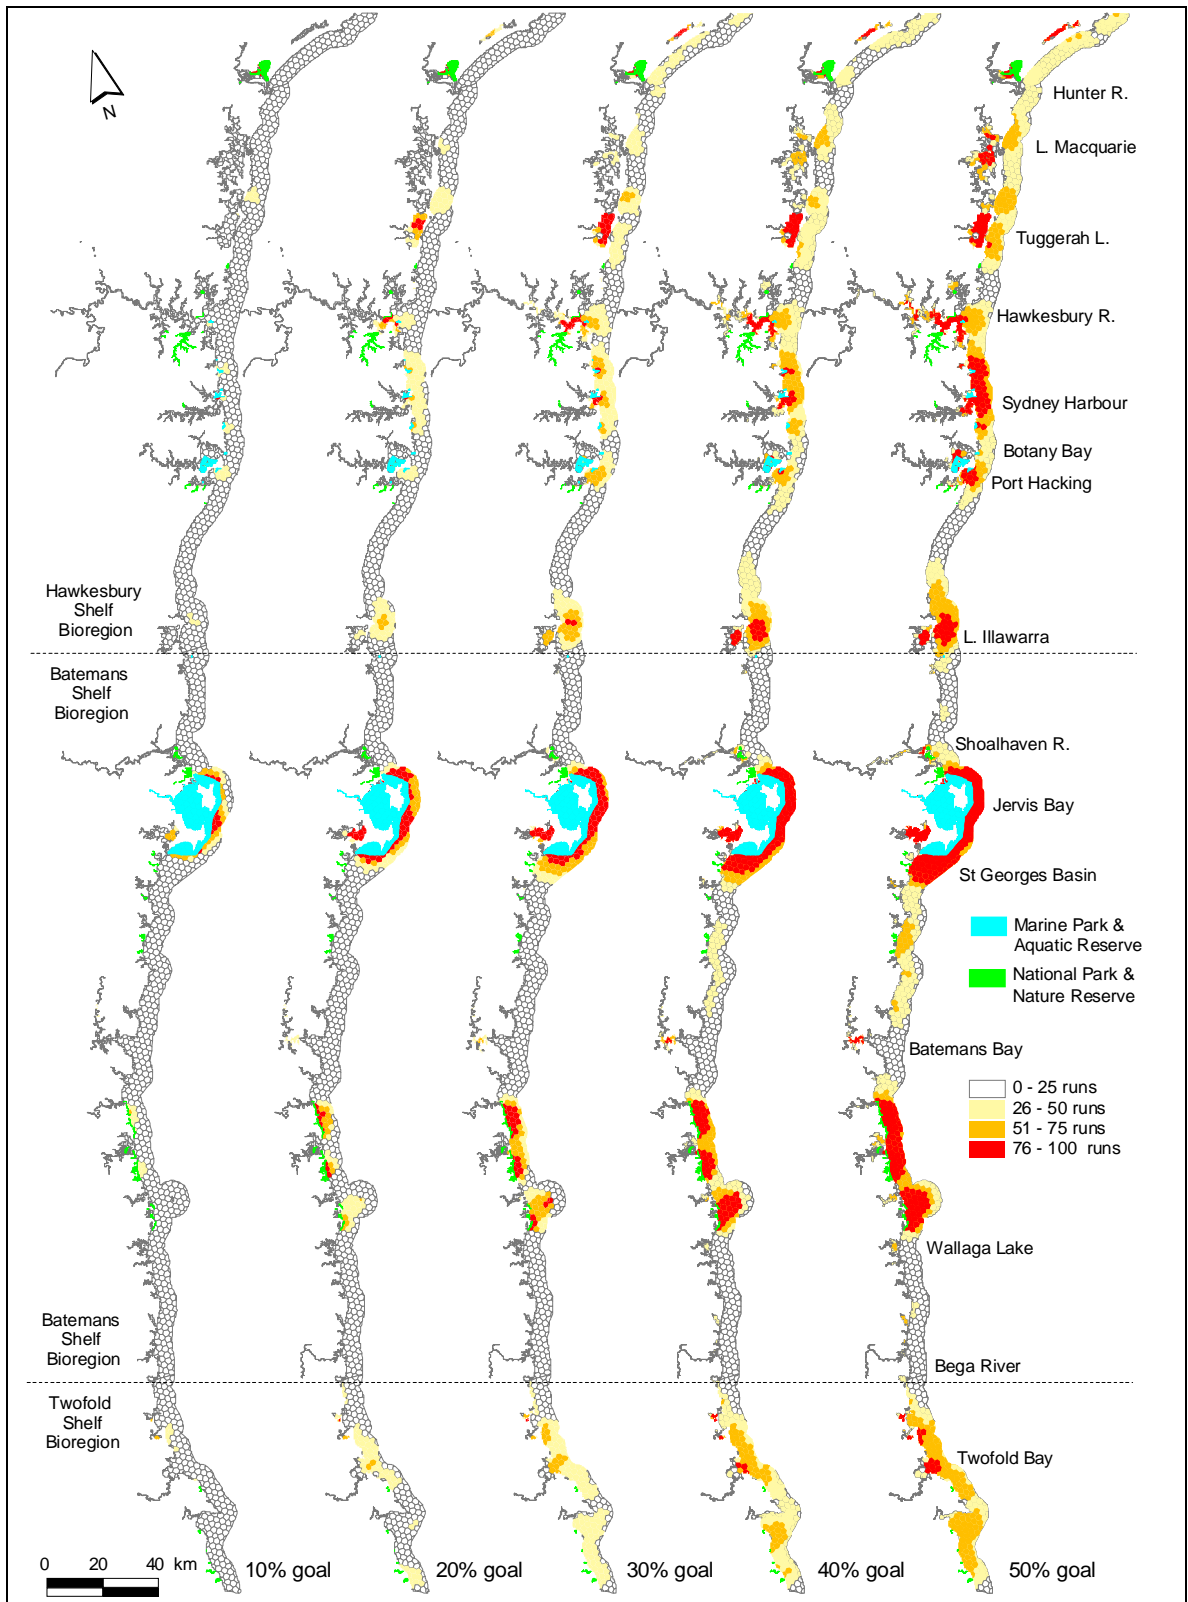 N
Hunter R.
L. Macquarie
Tuggerah L.
Hawkesbury R.
Sydney Harbour
Botany Bay
Port Hacking
Hawkesbury
Shelf
Bioregion
L. Illawarra
Batemans
Shelf
Bioregion
Shoalhaven R.
Jervis Bay
St Georges Basin
Marine Park &
Aquatic Reserve
National Park &
Nature Reserve
Batemans Bay
0 - 25 runs
26 - 50 runs
51 - 75 runs
76 - 100 runs
Wallaga Lake
Batemans
Shelf
Bioregion
Bega River
Twofold
Shelf
Bioregion
Twofold Bay
0 20 40 km
10% goal 20% goal 30% goal 40% goal 50% goal